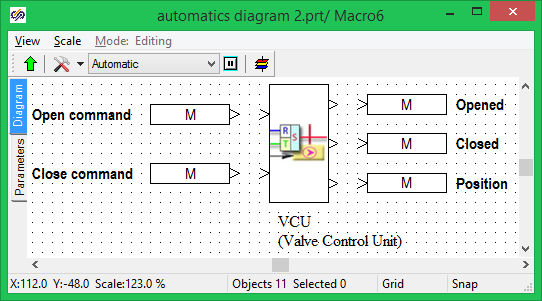 automatics diagram 2.prt/ Macro6
View Scale Mode: Editing
Automatic
Diagram
Parameters
Open command M
Close command M
R S
T
M Opened
M Closed
M Position
VCU
(Valve Control Unit)
X:112.0 Y:-48.0 Scale:123.0 % Objects 11 Selected 0 Grid Snap